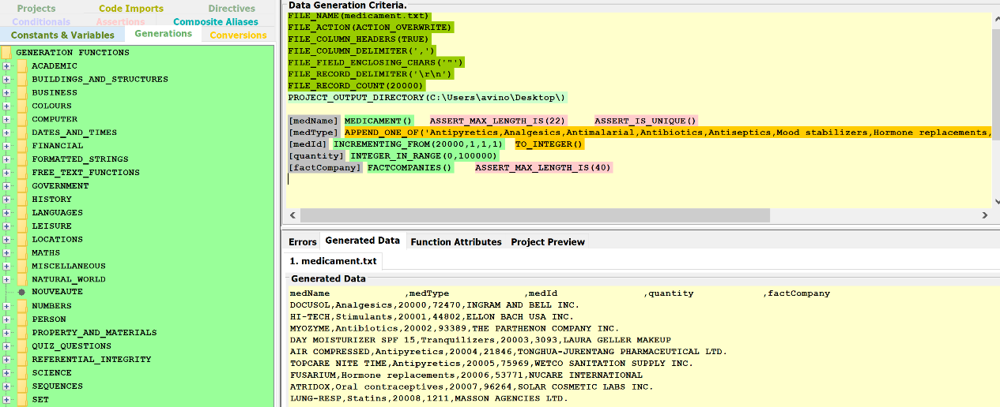 Projects Code Imports Directives
Conditionals Assertions Composite Aliases
Constants & Variables Generations Conversions
GENERATION FUNCTIONS
ACADEMIC
BUILDINGS_AND_STRUCTURES
BUSINESS
COLOURS
COMPUTER
DATES_AND_TIMES
FINANCIAL
FORMATTED_STRINGS
FREE_TEXT_FUNCTIONS
GOVERNMENT
HISTORY
LANGUAGES
LEISURE
LOCATIONS
MATHS
MISCELLANEOUS
NATURAL_WORLD
NOUVEAUTE
NUMBERS
PERSON
PROPERTY_AND_MATERIALS
QUIZ_QUESTIONS
REFERENTIAL_INTEGRITY
SCIENCE
SEQUENCES
SET
Data Generation Criteria.
FILE_NAME(medicament.txt)
FILE_ACTION(ACTION_OVERWRITE)
FILE_COLUMN_HEADERS(TRUE)
FILE_COLUMN_DELIMITER(',')
FILE_FIELD_ENCLOSING_CHARS('"')
FILE_RECORD_DELIMITER('\r\n')
FILE_RECORD_COUNT(20000)
PROJECT_OUTPUT_DIRECTORY(C:\Users\avino\Desktop\)
[medName] MEDICAMENT() ASSERT_MAX_LENGTH_IS(22) ASSERT_IS_UNIQUE()
[medType] APPEND_ONE_OF('Antipyretics,Analgesics,Antimalarial,Antibiotics,Antiseptics,Mood stabilizers,Hormone replacements,
[medId] INCREMENTING_FROM(20000,1,1,1) TO_INTEGER()
[quantity] INTEGER_IN_RANGE(0,100000)
[factCompany] FACTCOMPANIES() ASSERT_MAX_LENGTH_IS(40)
Errors Generated Data Function Attributes Project Preview
1. medicament.txt
Generated Data
medName ,medType ,medId ,quantity ,factCompany
DOCUSOL,Analgesics,20000,72470,INGRAM AND BELL INC.
HI-TECH,Stimulants,20001,44802,ELLON BACH USA INC.
MYOZYME,Antibiotics,20002,93389,THE PARTHENON COMPANY INC.
DAY MOISTURIZER SPF 15,Tranquilizers,20003,3093,LAURA GELLER MAKEUP
AIR COMPRESSED,Antipyretics,20004,21846,TONGHUA-JURENTANG PHARMACEUTICAL LTD.
TOPCARE NITE TIME,Antipyretics,20005,75969,WETCO SANITATION SUPPLY INC.
FUSARIUM,Hormone replacements,20006,53771,NUCARE INTERNATIONAL
ATRIDOX,Oral contraceptives,20007,96264,SOLAR COSMETIC LABS INC.
LUNG-RESP,Statins,20008,1211,MASSON AGENCIES LTD.